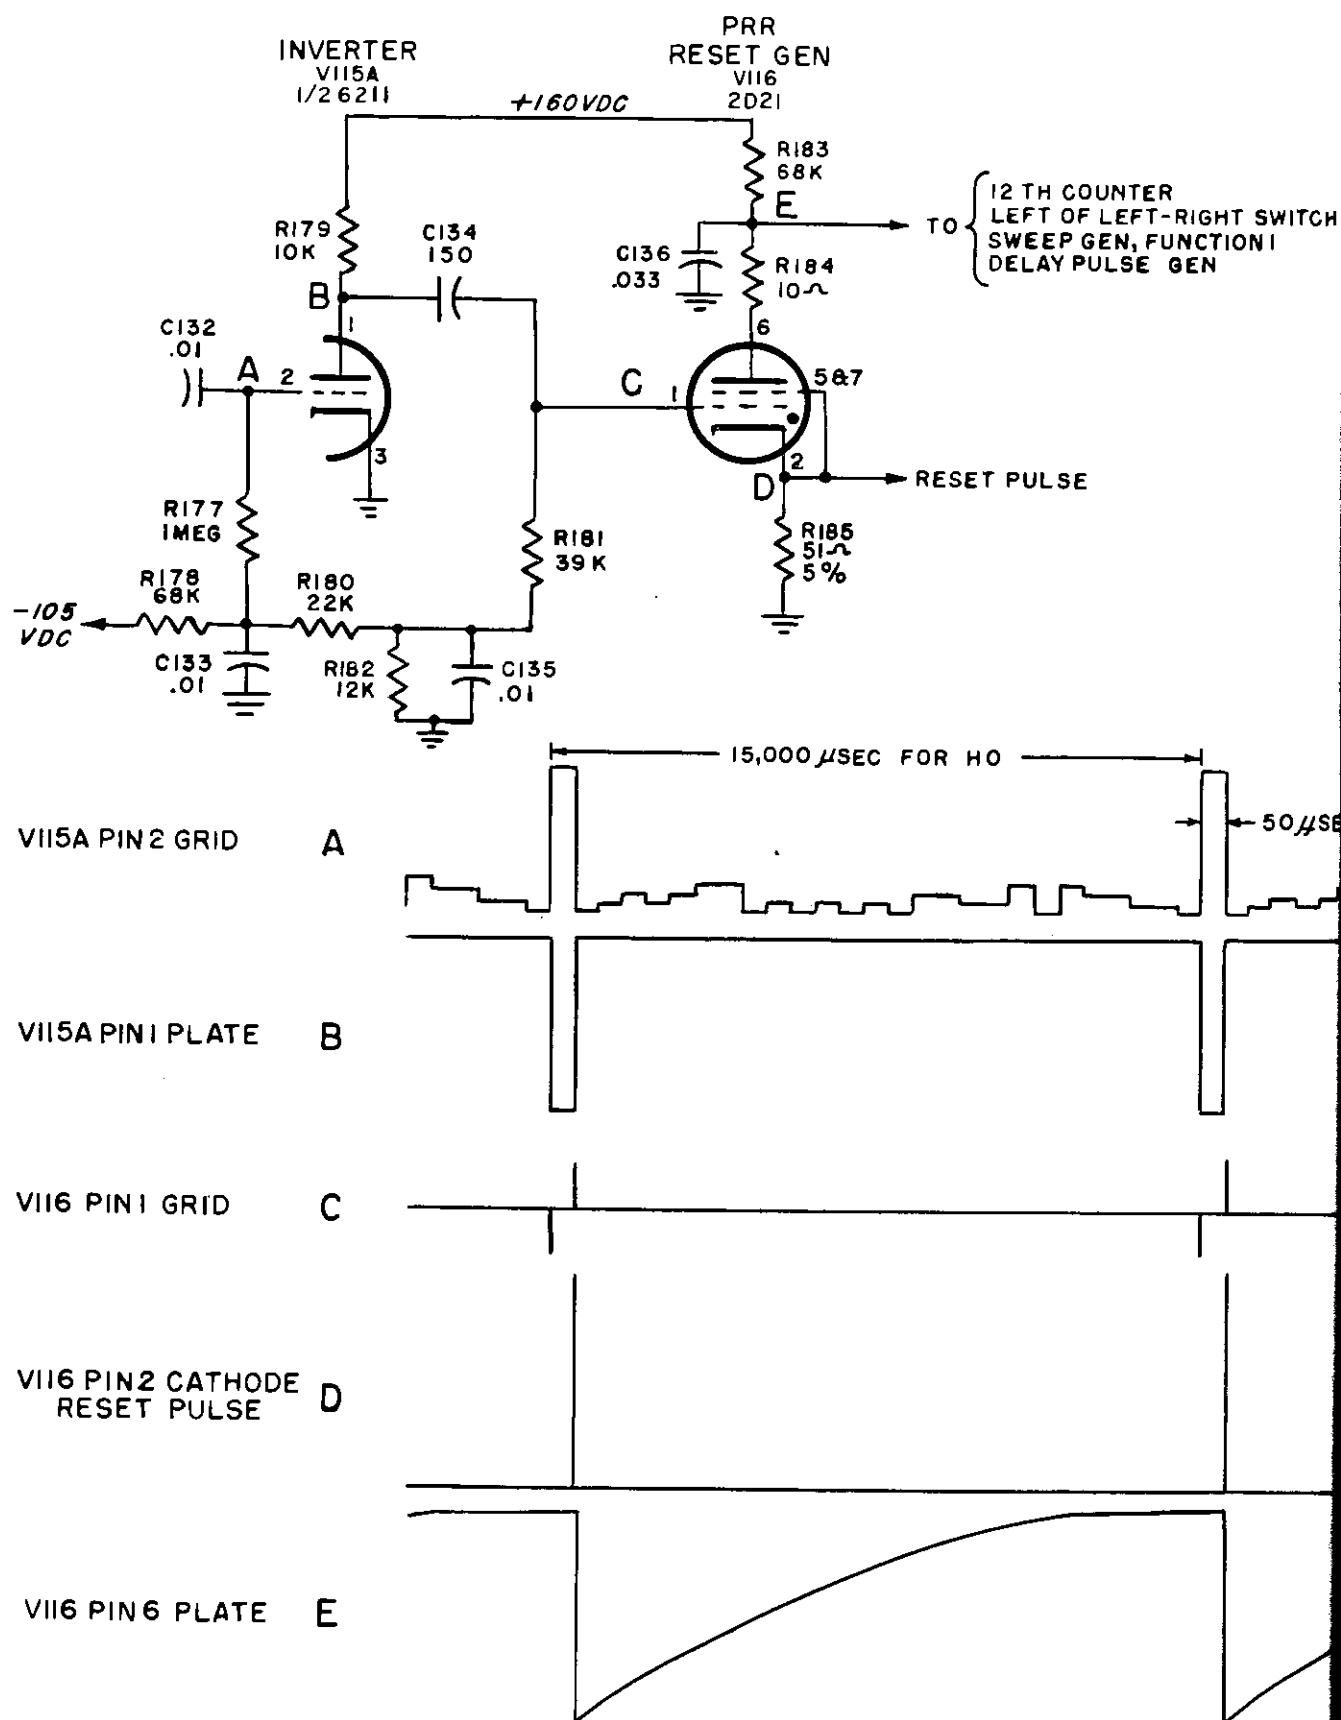 INVERTER
V115A
1/2 6211
PRR
RESET GEN
V116
2D21
+160VDC
R183
68K
E
TO
12 TH COUNTER
LEFT OF LEFT-RIGHT SWITCH
SWEEP GEN, FUNCTION 1
DELAY PULSE GEN
R179
10K
C134
150
C136
.033
R184
10Ω
B
1
6
C132
.01
A
2
C
1
5&7
3
2
D
RESET PULSE
R177
1MEG
R181
39K
R185
51Ω
5%
R178
68K
R180
22K
-105
VDC
C133
.01
R182
12K
C135
.01
15,000 μSEC FOR HO
V115A PIN 2 GRID A
50 μSE
V115A PIN 1 PLATE B
V116 PIN 1 GRID C
V116 PIN 2 CATHODE
RESET PULSE D
V116 PIN 6 PLATE E